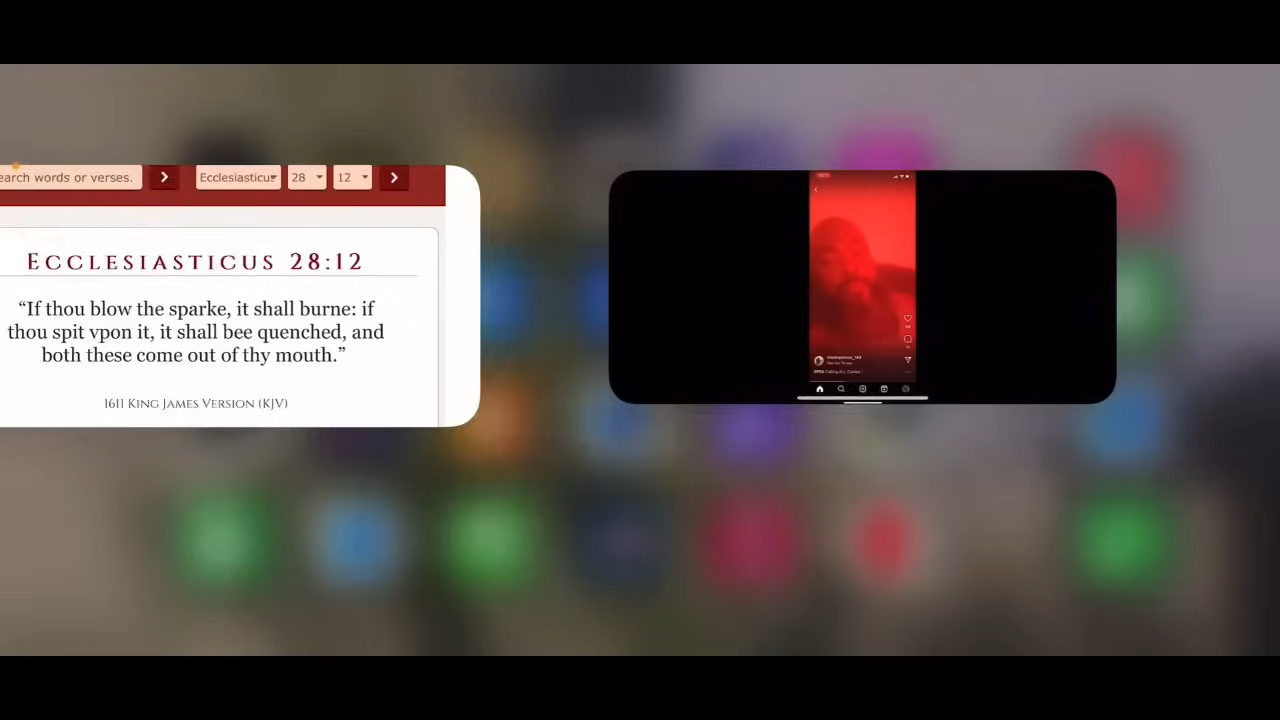 earch words or verses.
Ecclesiasticus
28
12
Ecclesiasticus 28:12
“If thou blow the sparke, it shall burne: if
thou spit vpon it, it shall bee quenched, and
both these come out of thy mouth.”
1611 King James Version (KJV)